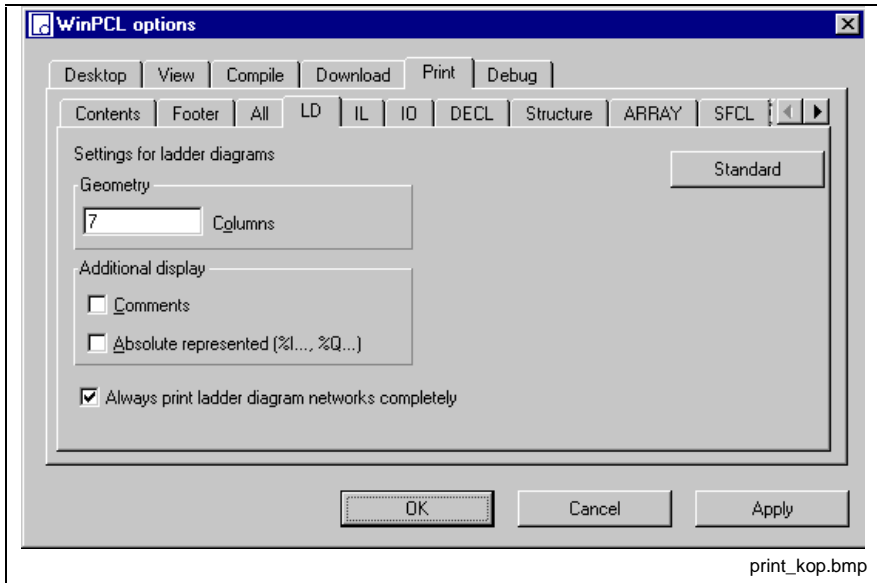 WinPCL options
Desktop View Compile Download Print Debug
Contents Footer All LD IL IO DECL Structure ARRAY SFCL
Settings for ladder diagrams
Standard
Geometry
7 Columns
Additional display
Comments
Absolute represented (%I..., %Q...)
Always print ladder diagram networks completely
OK Cancel Apply
print_kop.bmp